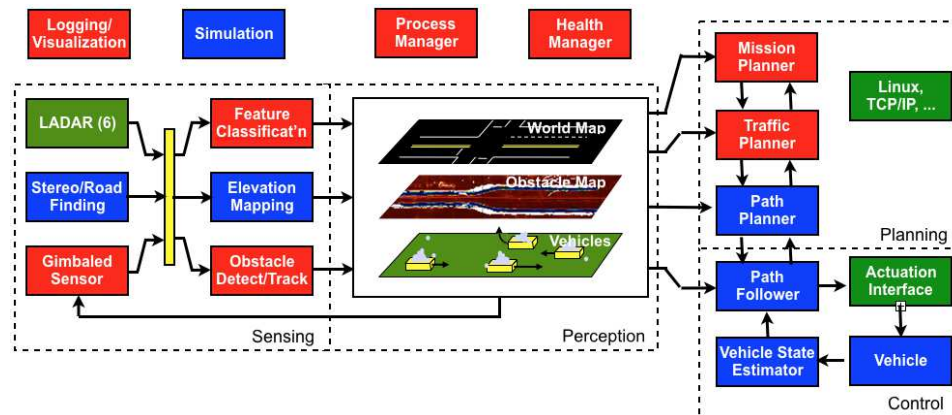 Logging/
Visualization
Simulation
Process
Manager
Health
Manager
Mission
Planner
Linux,
TCP/IP, ...
LADAR (6)
Feature
Classificat'n
World Map
Traffic
Planner
Stereo/Road
Finding
Elevation
Mapping
Obstacle Map
Path
Planner
Planning
Gimbaled
Sensor
Obstacle
Detect/Track
Vehicles
Path
Follower
Actuation
Interface
Sensing
Perception
Vehicle State
Estimator
Vehicle
Control